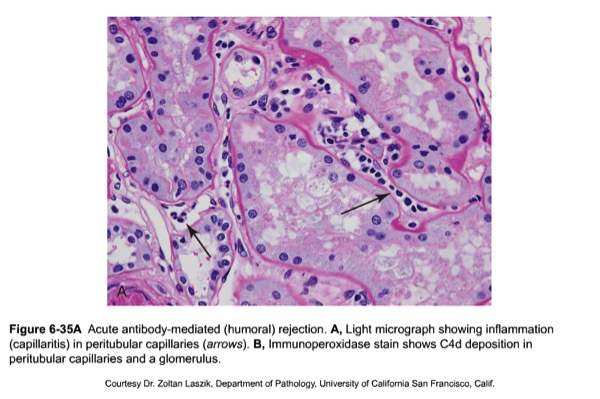 A
Figure 6-35A Acute antibody-mediated (humoral) rejection. A, Light micrograph showing inflammation
(capillaritis) in peritubular capillaries (arrows). B, Immunoperoxidase stain shows C4d deposition in
peritubular capillaries and a glomerulus.
Courtesy Dr. Zoltan Laszik, Department of Pathology, University of California San Francisco, Calif.